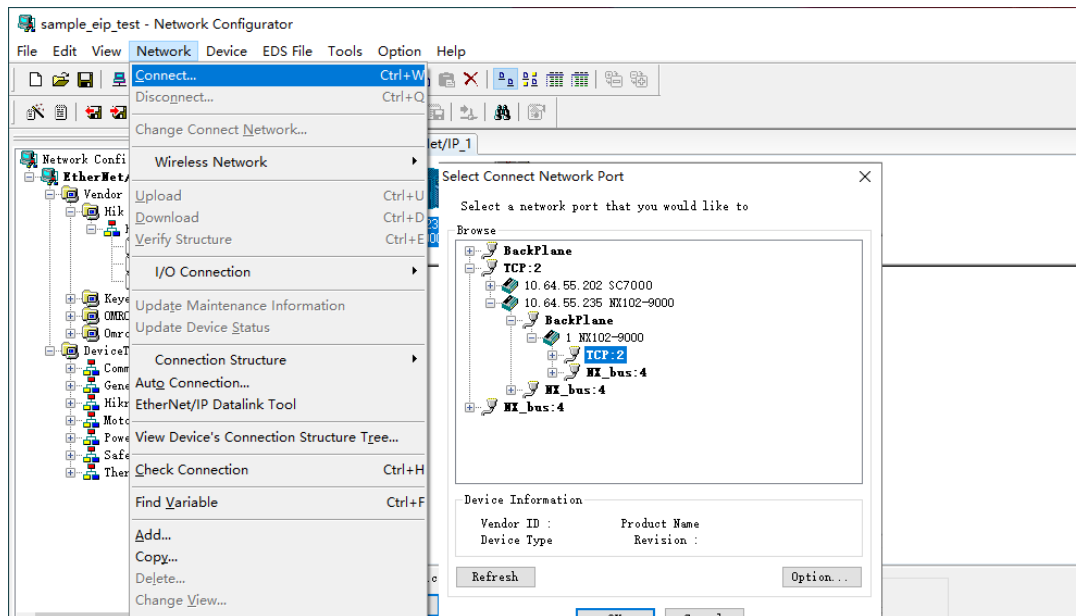 sample_eip_test - Network Configurator
File Edit View Network Device EDS File Tools Option Help
Connect... Ctrl+W
Disconnect... Ctrl+Q
Change Connect Network...
Wireless Network
Upload Ctrl+U
Download Ctrl+D
Verify Structure Ctrl+E
I/O Connection
Update Maintenance Information
Update Device Status
Connection Structure
Auto Connection...
EtherNet/IP Datalink Tool
View Device's Connection Structure Tree...
Check Connection Ctrl+H
Find Variable Ctrl+F
Add...
Copy...
Delete...
Change View...
Network Confi
EtherNet/
Vendor
Hik
Keye
OMRO
Omro
DeviceT
Comm
Gene
Hikr
Moto
Powe
Safe
Ther
et/IP_1
Select Connect Network Port
Select a network port that you would like to
Browse
BackPlane
TCP:2
10.64.55.202 SC7000
10.64.55.235 NX102-9000
BackPlane
1 NX102-9000
TCP:2
NX_bus:4
NX_bus:4
NX_bus:4
Device Information
Vendor ID : Product Name
Device Type Revision :
Refresh Option...